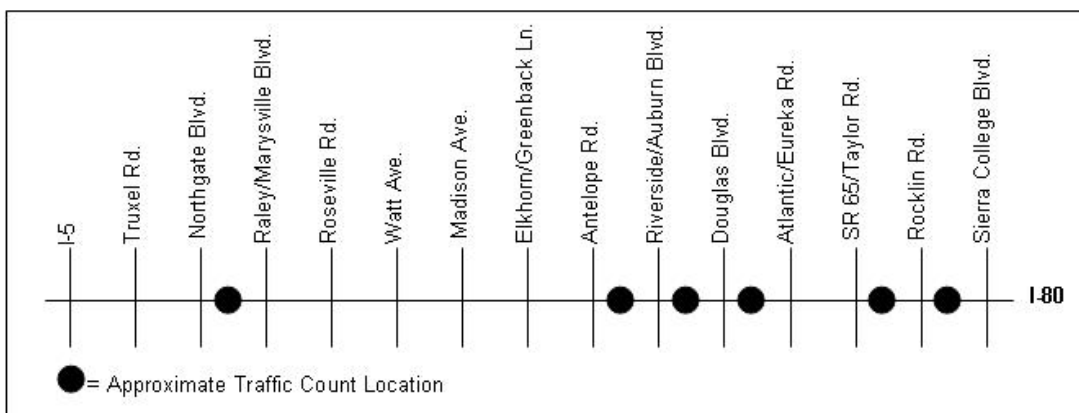 I-5
Truxel Rd.
Northgate Blvd.
Raley/Marysville Blvd.
Roseville Rd.
Watt Ave.
Madison Ave.
Elkhorn/Greenback Ln.
Antelope Rd.
Riverside/Auburn Blvd.
Douglas Blvd.
Atlantic/Eureka Rd.
SR 65/Taylor Rd.
Rocklin Rd.
Sierra College Blvd.
I-80
= Approximate Traffic Count Location